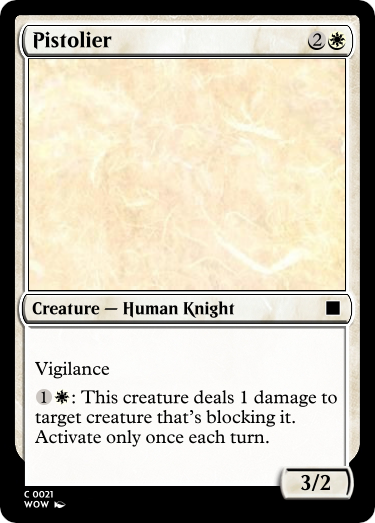 Pistolier 2
Creature — Human Knight
Vigilance
1 : This creature deals 1 damage to
target creature that's blocking it.
Activate only once each turn.
3/2
C 0021
WOW